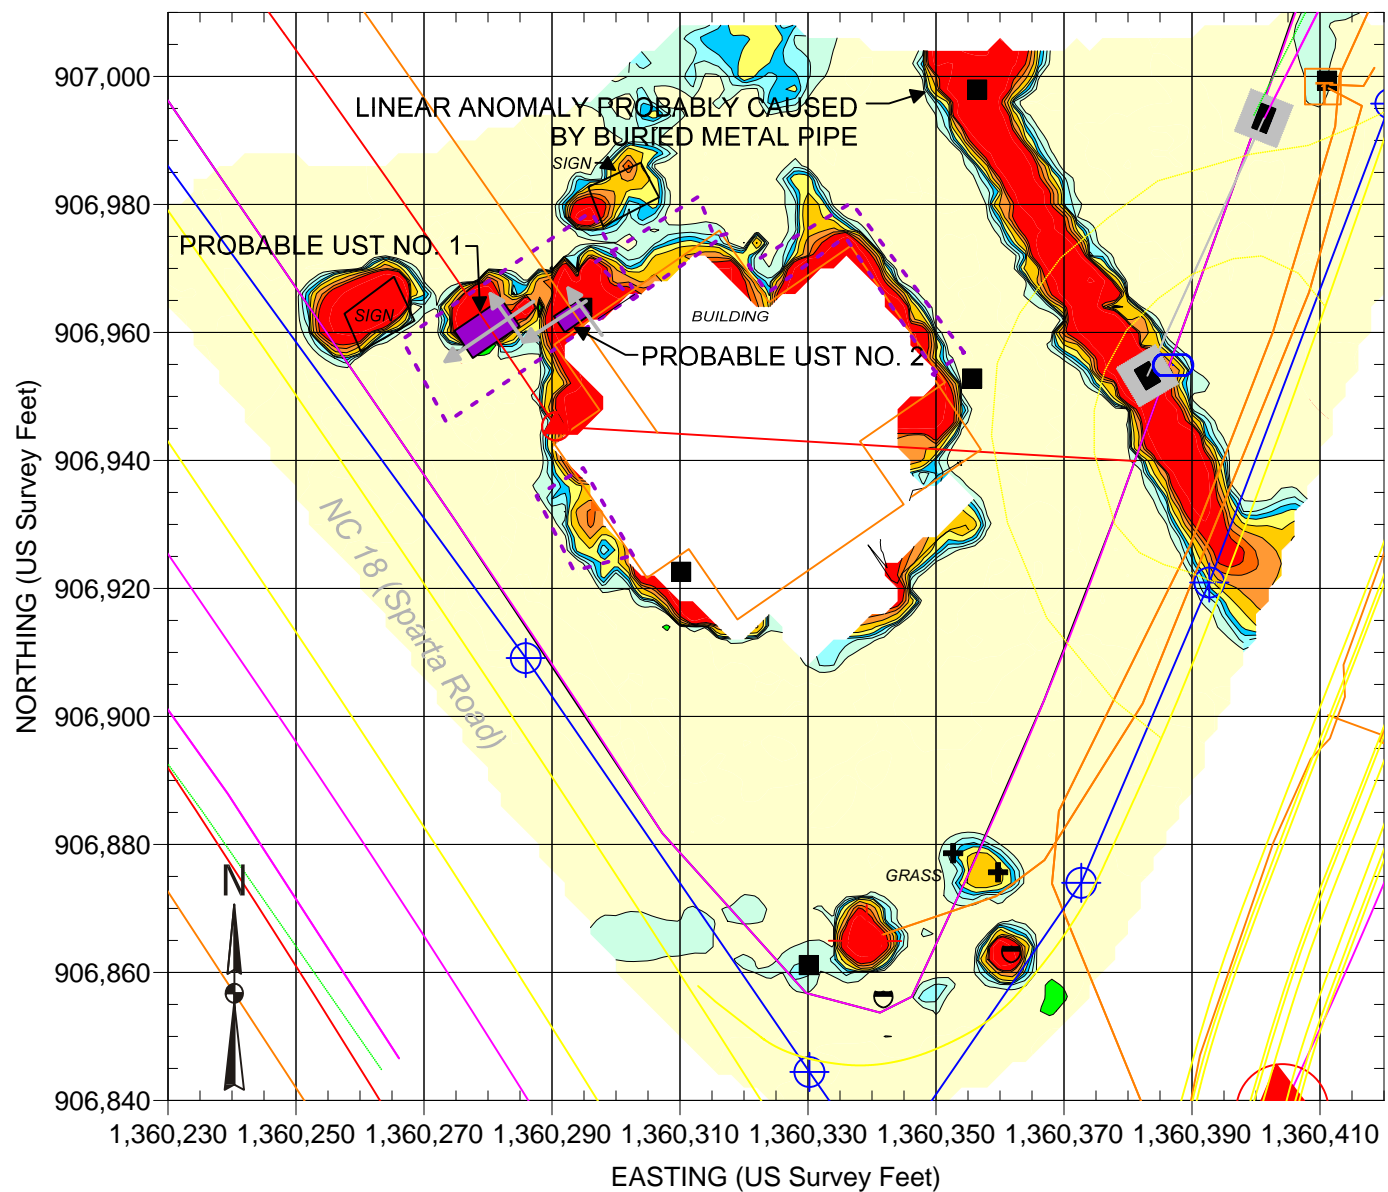 907,000
LINEAR ANOMALY PROBABLY CAUSED
BY BURIED METAL PIPE
SIGN
906,980
PROBABLE UST NO. 1
SIGN
906,960
BUILDING
PROBABLE UST NO. 2
906,940
NC 18 (Sparta Road)
906,920
906,900
906,880
GRASS
N
906,860
906,840
NORTHING (US Survey Feet)
1,360,230 1,360,250 1,360,270 1,360,290 1,360,310 1,360,330 1,360,350 1,360,370 1,360,390 1,360,410
EASTING (US Survey Feet)